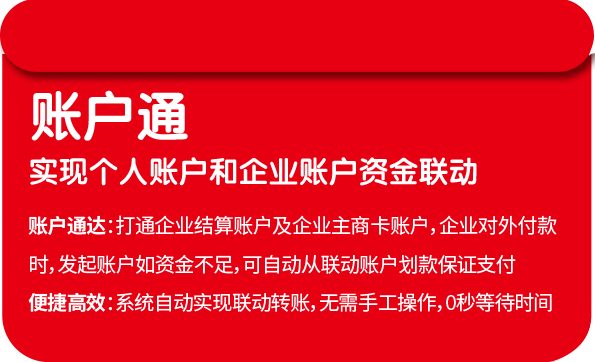 账户通
实现个人账户和企业账户资金联动
账户通达：打通企业结算账户及企业主商卡账户，企业对外付款
时，发起账户如资金不足，可自动从联动账户划款保证支付
便捷高效：系统自动实现联动转账，无需手工操作，0秒等待时间